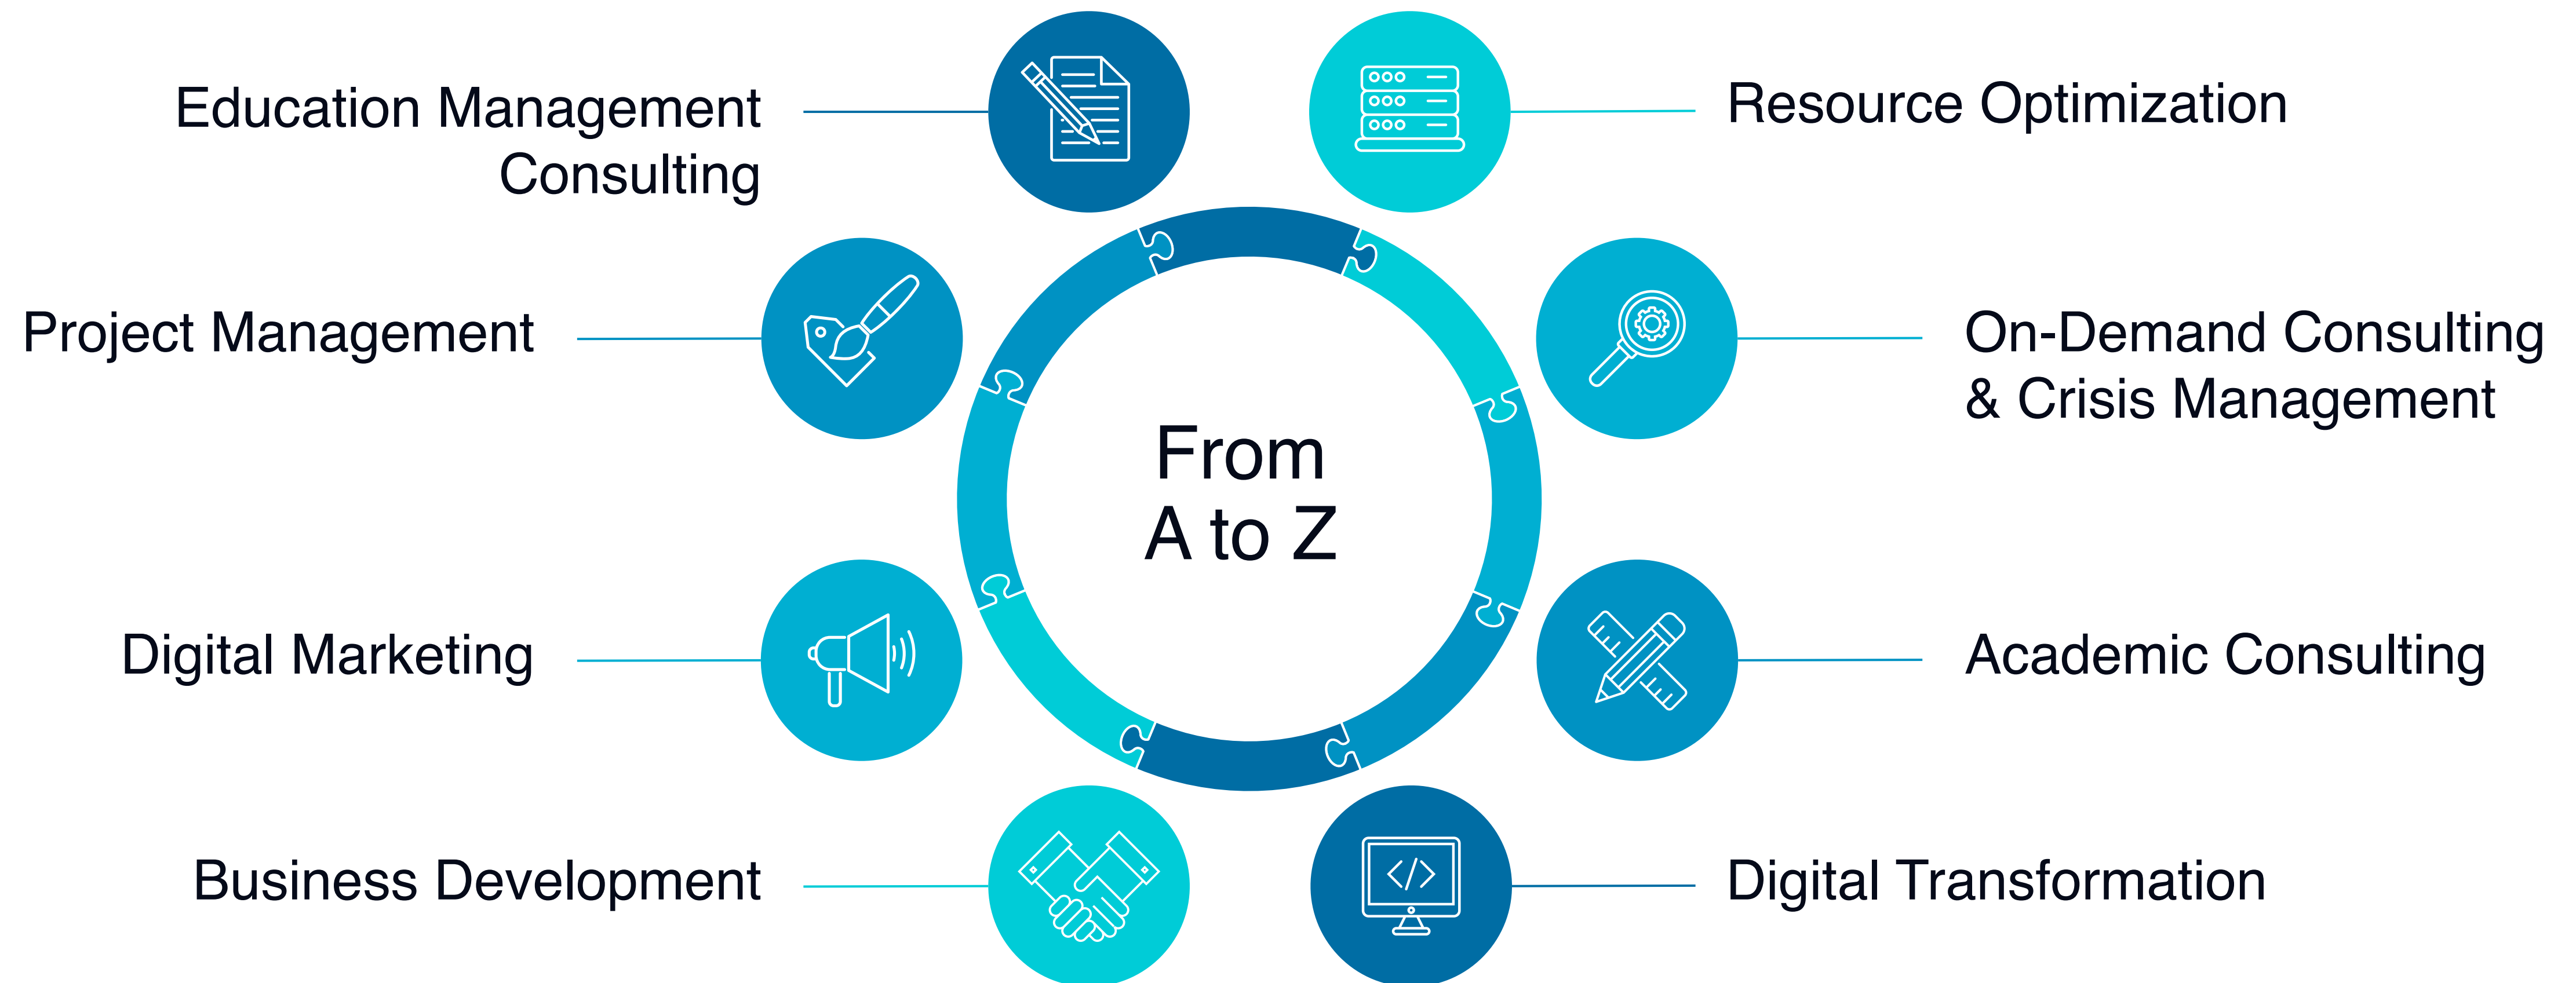 Education Management
Consulting
Resource Optimization
Project Management
On-Demand Consulting
& Crisis Management
From
A to Z
Digital Marketing
Academic Consulting
Business Development
Digital Transformation